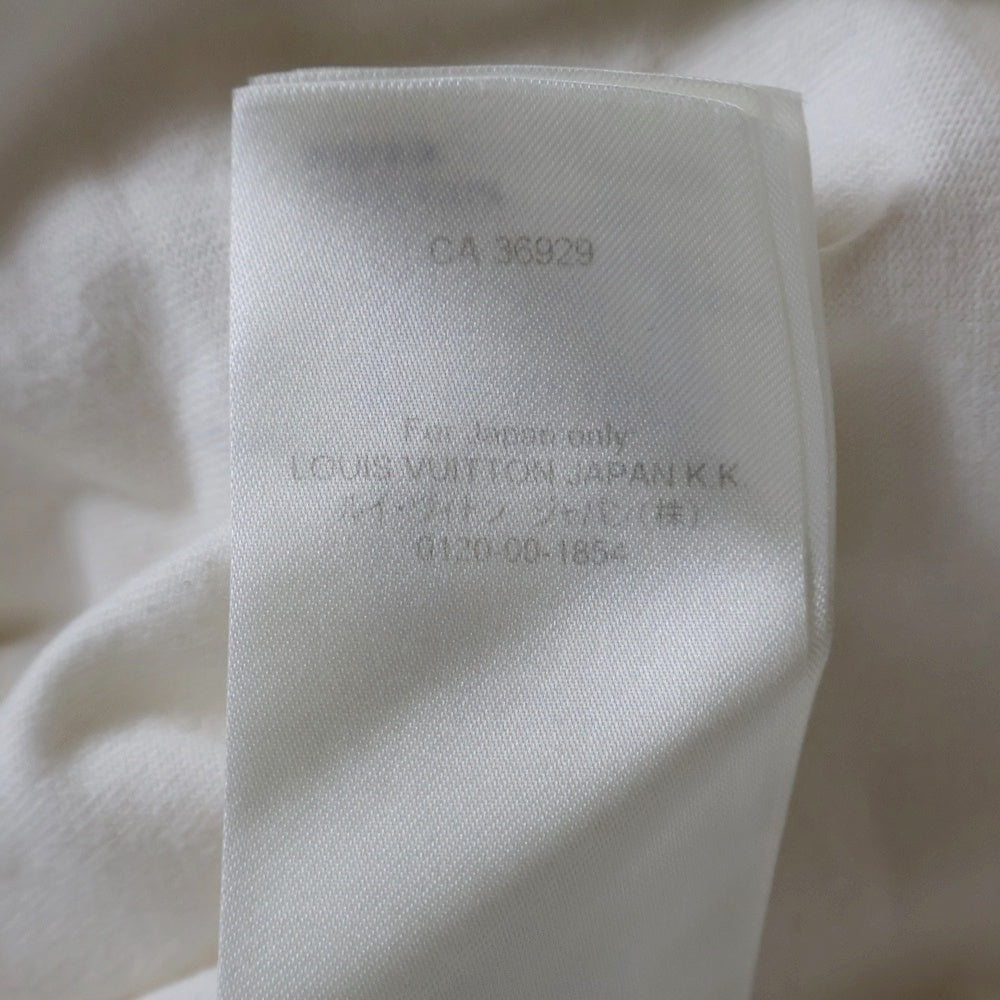 CA 36929
For Japan only
LOUIS VUITTON JAPAN K.K.
ルイ・ヴィトン ジャパン(株)
0120-00-1854